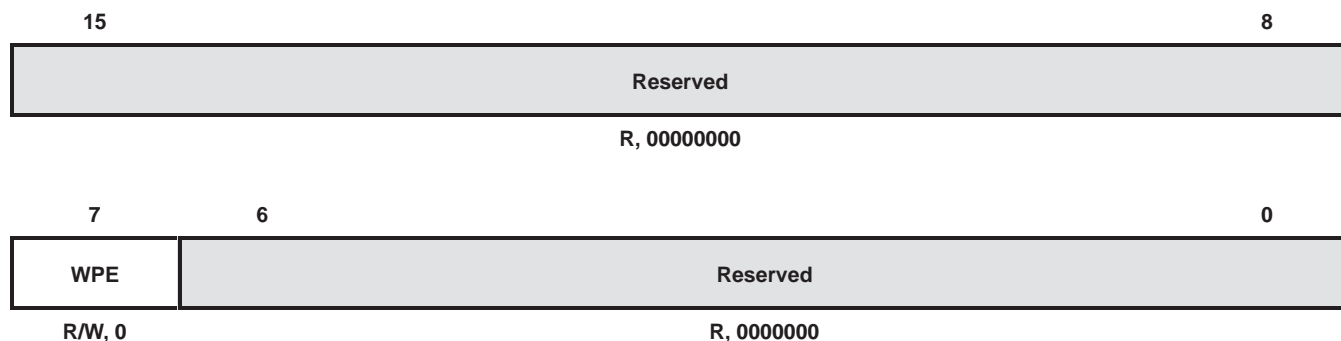 15 8
Reserved
R, 00000000
7 6 0
WPE Reserved
R/W, 0 R, 0000000